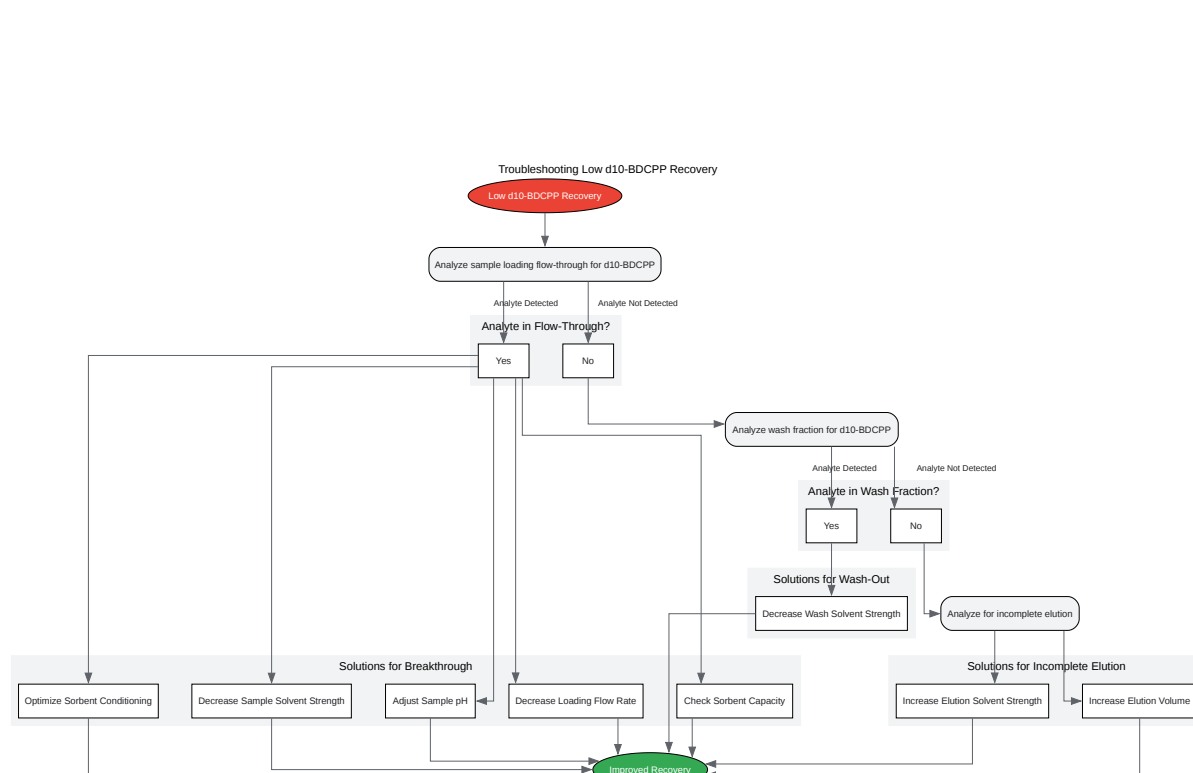 Troubleshooting Low d10-BDCPP Recovery
Low d10-BDCPP Recovery
Analyze sample loading flow-through for d10-BDCPP
Analyte Detected
Analyte Not Detected
Analyte in Flow-Through?
Yes
No
Analyze wash fraction for d10-BDCPP
Analyte Detected
Analyte Not Detected
Analyte in Wash Fraction?
Yes
No
Solutions for Wash-Out
Decrease Wash Solvent Strength
Analyze for incomplete elution
Solutions for Breakthrough
Solutions for Incomplete Elution
Optimize Sorbent Conditioning
Decrease Sample Solvent Strength
Adjust Sample pH
Decrease Loading Flow Rate
Check Sorbent Capacity
Increase Elution Solvent Strength
Increase Elution Volume
Improved Recovery